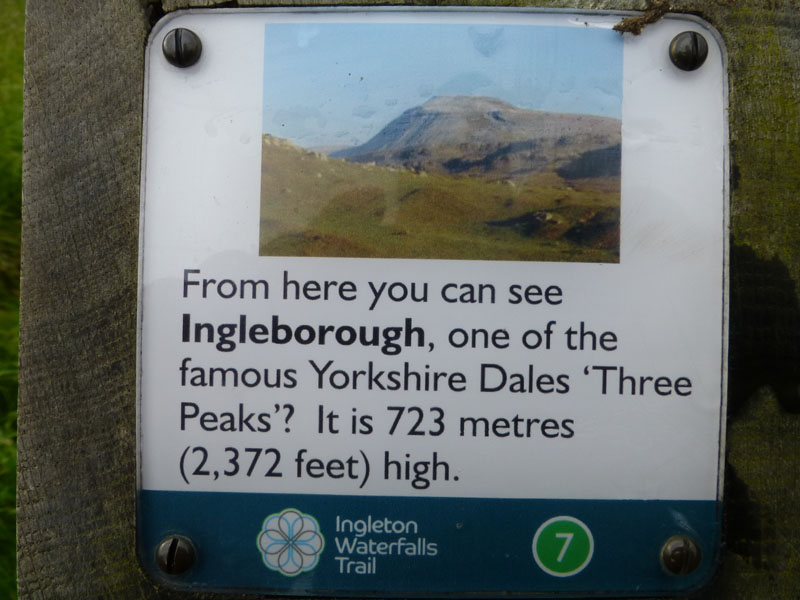 From here you can see
Ingleborough, one of the
famous Yorkshire Dales ‘Three
Peaks’? It is 723 metres
(2,372 feet) high.
Ingleton
Waterfalls
Trail
7